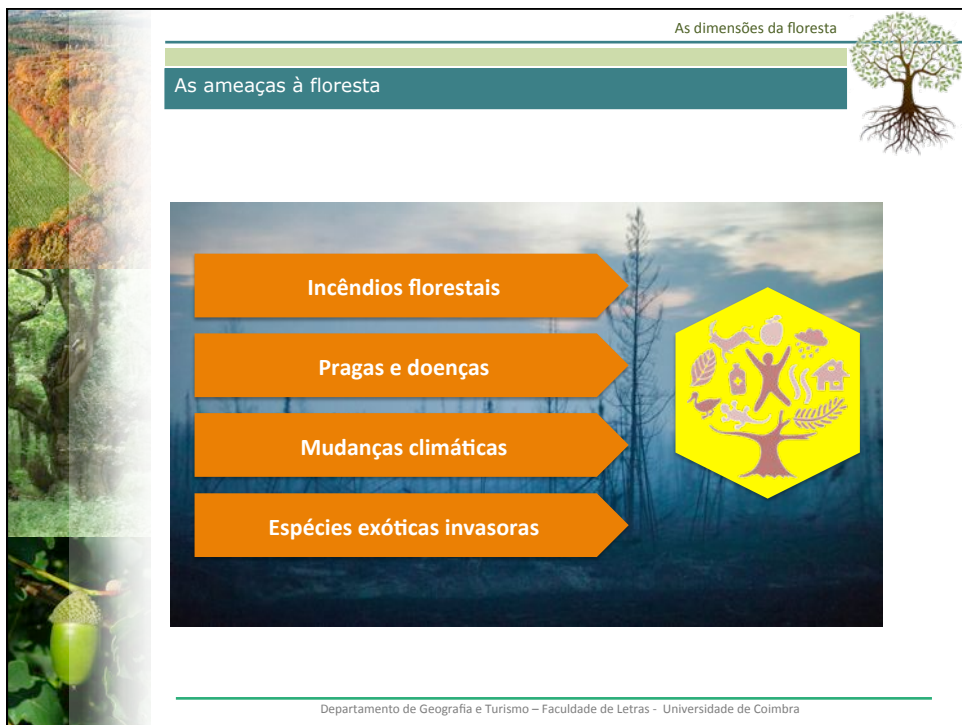 As dimensões da floresta
As ameaças à floresta
Incêndios florestais
Pragas e doenças
Mudanças climáticas
Espécies exóticas invasoras
Departamento de Geografia e Turismo – Faculdade de Letras - Universidade de Coimbra